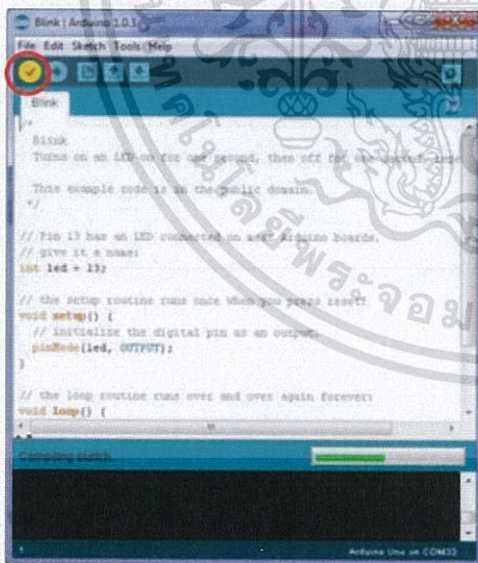 Blink | Arduino 1.0.3
File Edit Sketch Tools Help
Blink
/*
Blink
Turns on an LED on for one second, then off for one second,
This example code is in the public domain.
*/
// Pin 13 has an LED connected on most Arduino boards.
// give it a name:
int led = 13;
// the setup routine runs once when you press reset:
void setup() {
// initialize the digital pin as an output.
pinMode(led, OUTPUT);
}
// the loop routine runs over and over again forever:
void loop() {
Compiling sketch
1
Arduino Uno on COM33